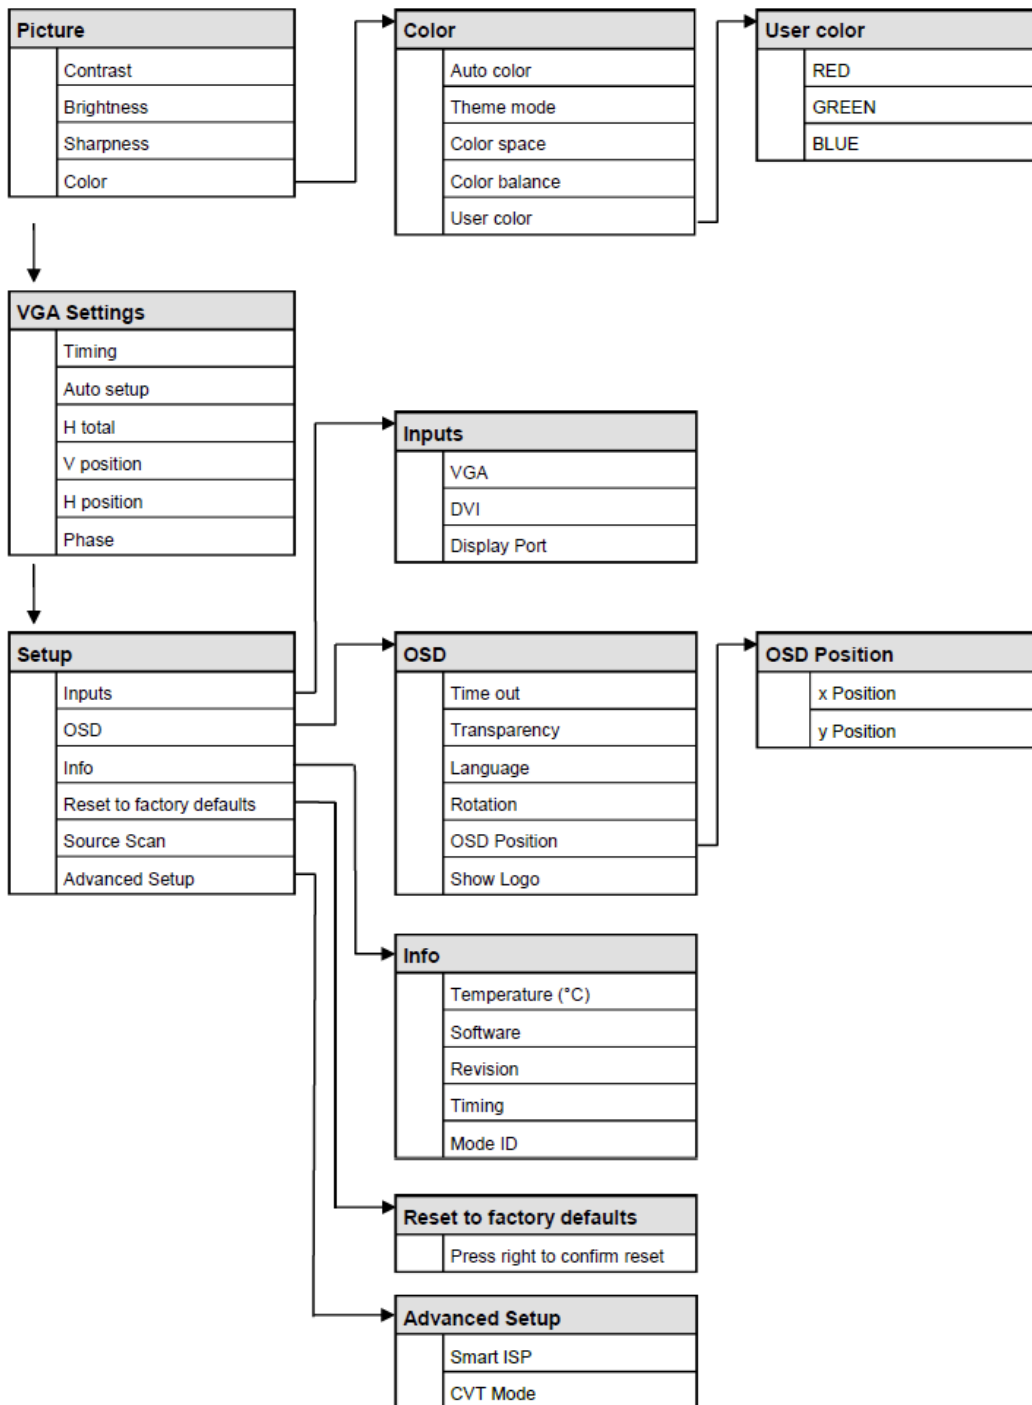 Picture
Contrast
Brightness
Sharpness
Color
Color
Auto color
Theme mode
Color space
Color balance
User color
User color
RED
GREEN
BLUE
VGA Settings
Timing
Auto setup
H total
V position
H position
Phase
Inputs
VGA
DVI
Display Port
Setup
Inputs
OSD
Info
Reset to factory defaults
Source Scan
Advanced Setup
OSD
Time out
Transparency
Language
Rotation
OSD Position
Show Logo
OSD Position
x Position
y Position
Info
Temperature (°C)
Software
Revision
Timing
Mode ID
Reset to factory defaults
Press right to confirm reset
Advanced Setup
Smart ISP
CVT Mode